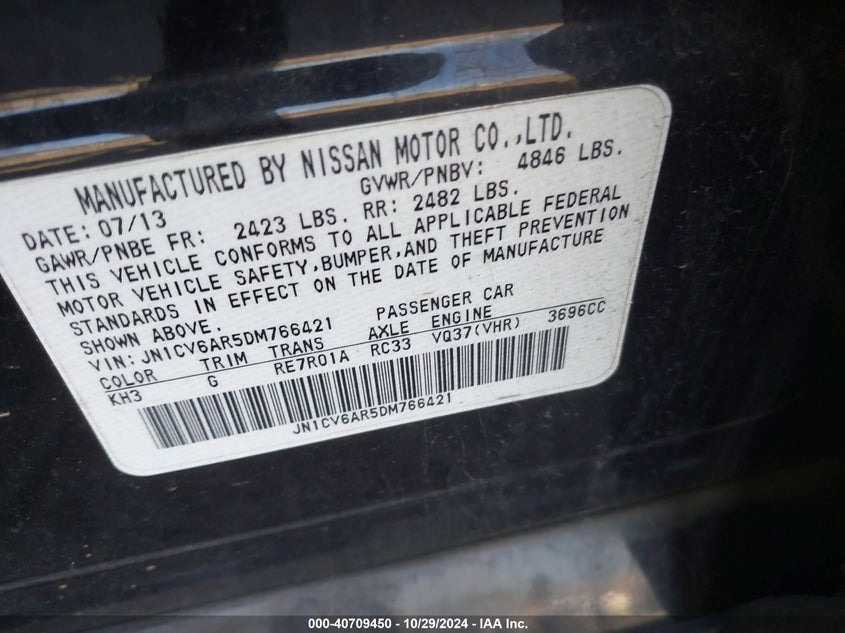 MANUFACTURED BY NISSAN MOTOR CO.,LTD.
DATE: 07/13 GVWR/PNBV: 4846 LBS.
GAWR/PNBE FR: 2423 LBS. RR: 2482 LBS.
THIS VEHICLE CONFORMS TO ALL APPLICABLE FEDERAL
MOTOR VEHICLE SAFETY,BUMPER,AND THEFT PREVENTION
STANDARDS IN EFFECT ON THE DATE OF MANUFACTURE
SHOWN ABOVE.
VIN: JN1CV6AR5DM766421 PASSENGER CAR
COLOR TRIM TRANS AXLE ENGINE
KH3 G RE7R01A RC33 VQ37(VHR) 3696CC
JN1CV6AR5DM766421
000-40709450 - 10/29/2024 - IAA Inc.